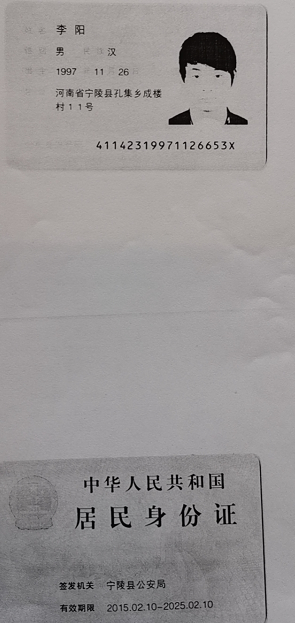 李阳
男 汉
1997 11 26
河南省宁陵县孔集乡成楼
村11号
41142319971126653X
中华人民共和国
居民身份证
签发机关 宁陵县公安局
有效期限 2015.02.10-2025.02.10